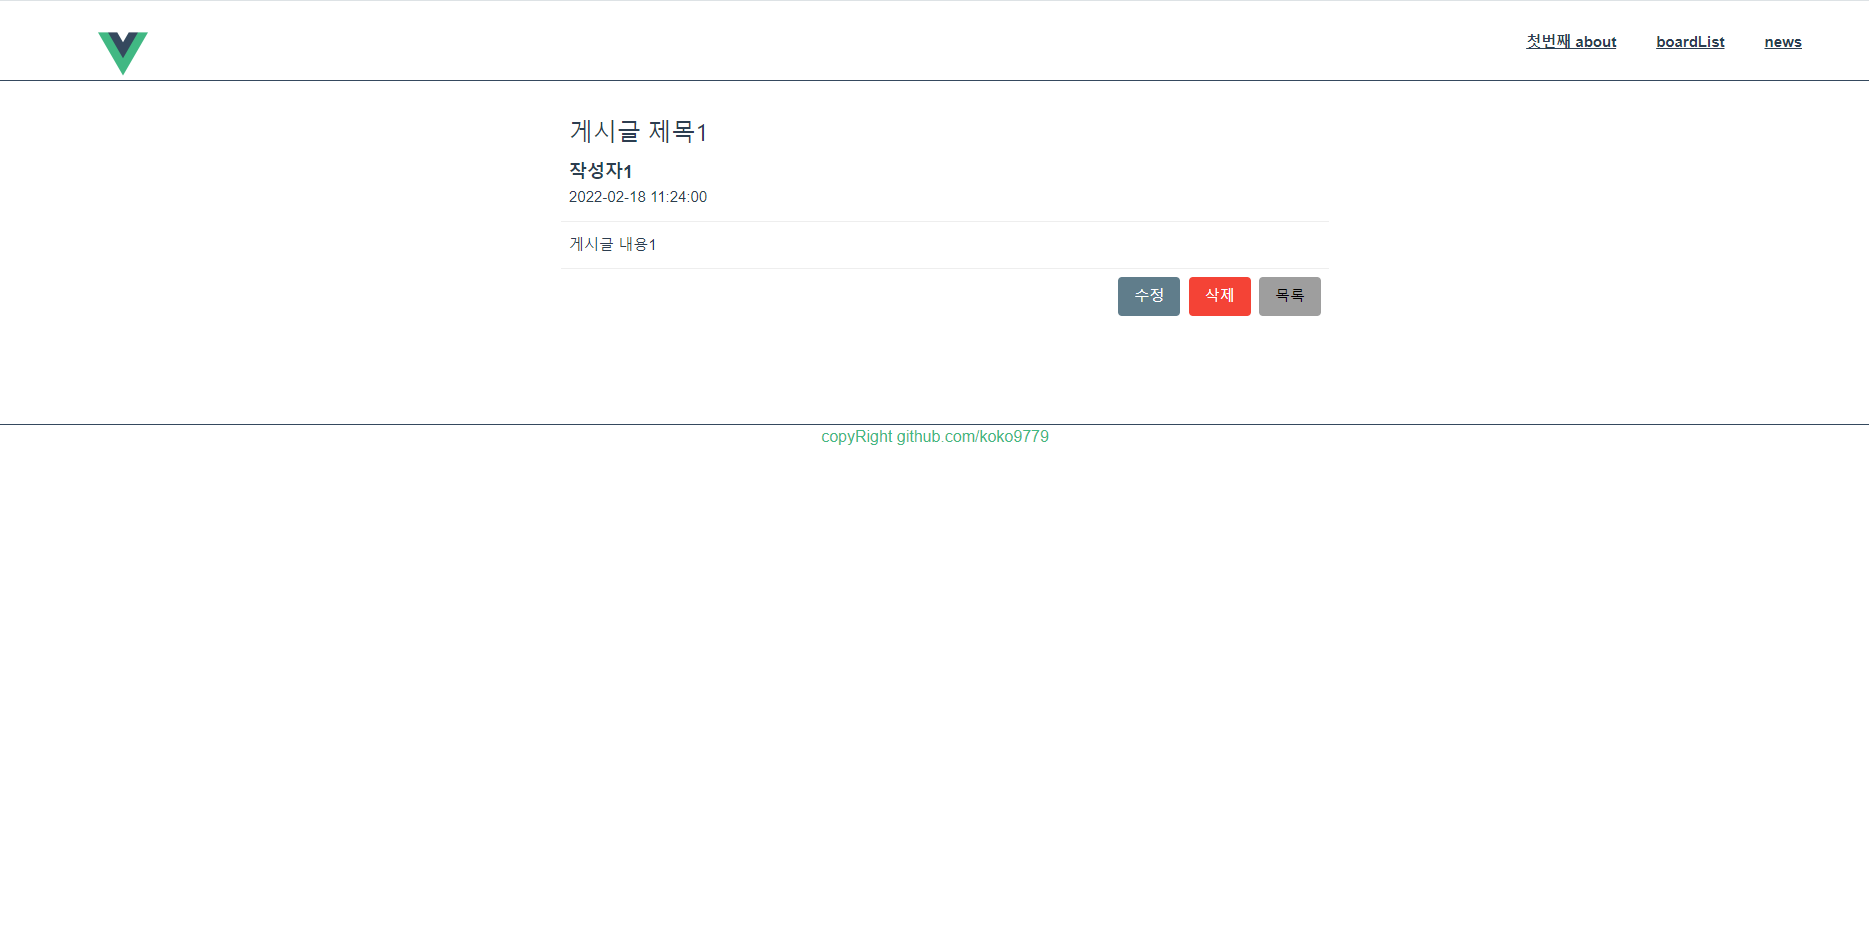 첫번째 about boardList news
게시글 제목1
작성자1
2022-02-18 11:24:00
게시글 내용1
수정 삭제 목록
copyRight github.com/koko9779